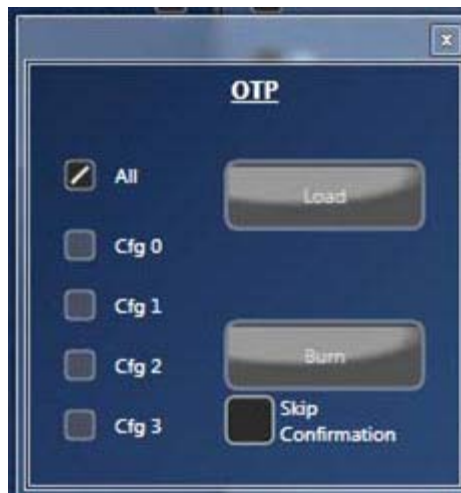 OTP
All
Load
Cfg 0
Cfg 1
Cfg 2
Burn
Skip
Confirmation
Cfg 3